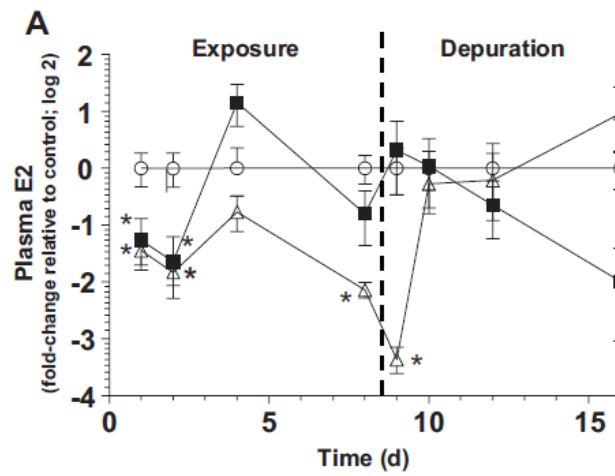 A
Exposure
Depuration
Plasma E2
(fold-change relative to control; log 2)
2
1
0
-1
-2
-3
-4
*
*
*
*
*
*
0
5
10
15
Time (d)